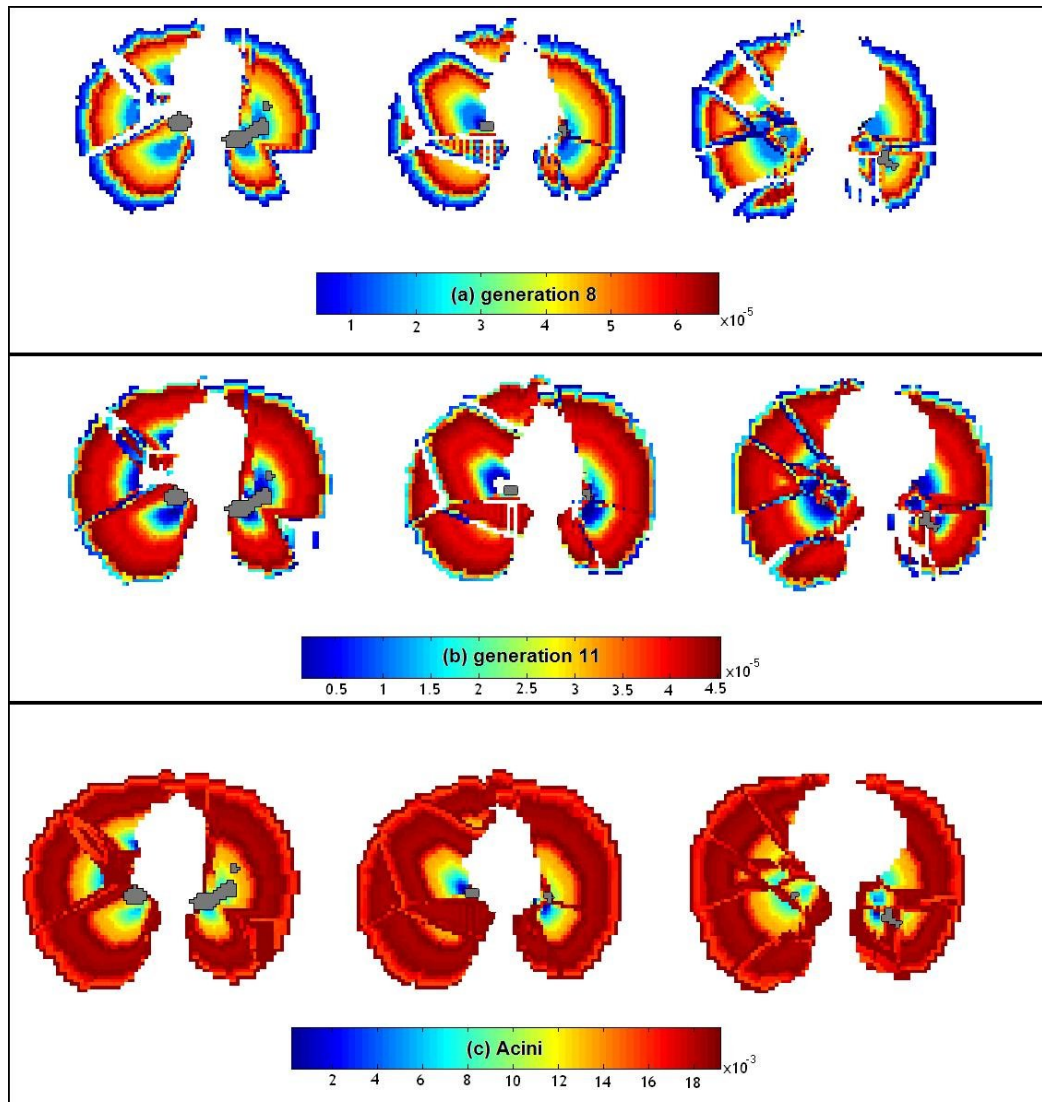 (a) generation 8
1 2 3 4 5 6 ×10-5
(b) generation 11
0.5 1 1.5 2 2.5 3 3.5 4 4.5 ×10-5
(c) Acini
2 4 6 8 10 12 14 16 18 ×10-3